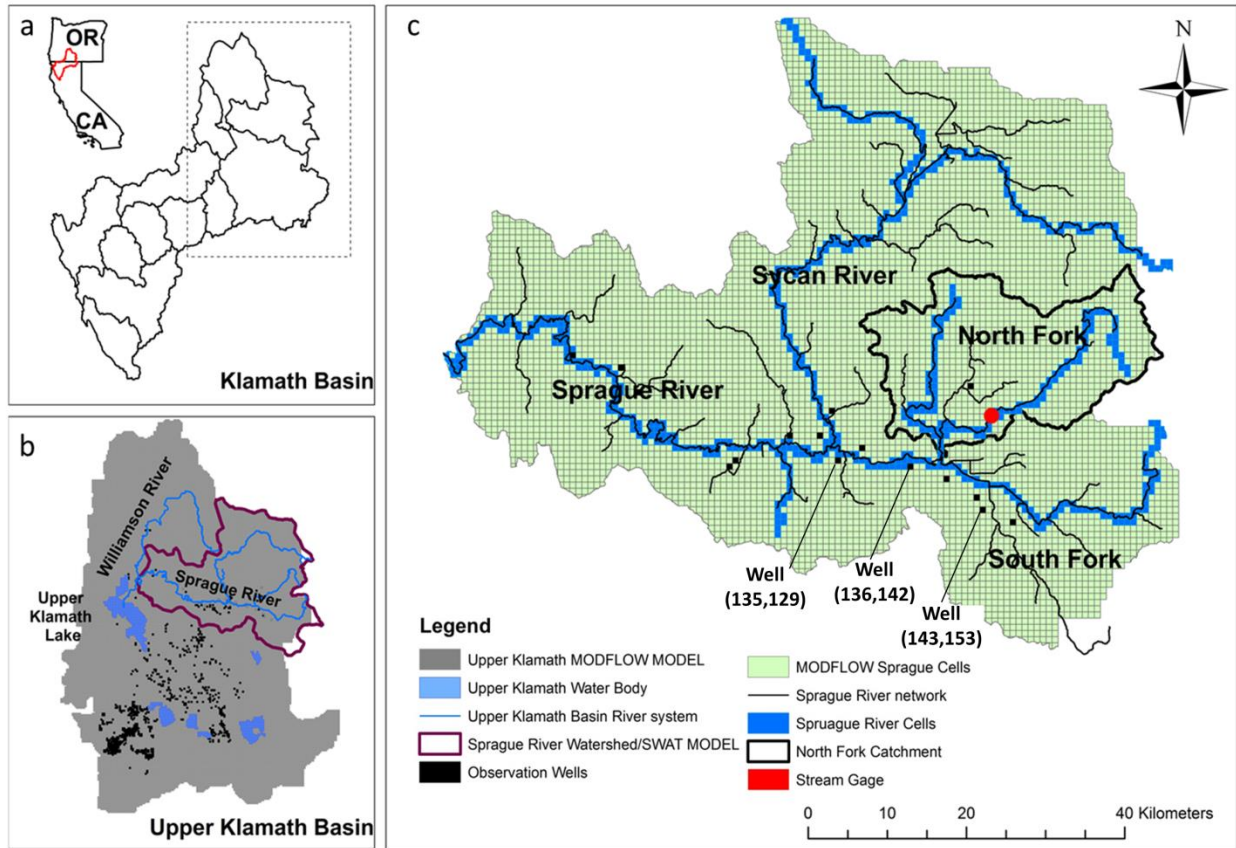 a
OR
CA
Klamath Basin
b
Williamson River
Sprague River
Upper
Klamath
Lake
Upper Klamath Basin
c
N
Sycan River
North Fork
Sprague River
South Fork
Well
(135,129)
Well
(136,142)
Well
(143,153)
Legend
Upper Klamath MODFLOW MODEL
Upper Klamath Water Body
Upper Klamath Basin River system
Sprague River Watershed/SWAT MODEL
Observation Wells
MODFLOW Sprague Cells
Sprague River network
Spruague River Cells
North Fork Catchment
Stream Gage
0 10 20 40 Kilometers